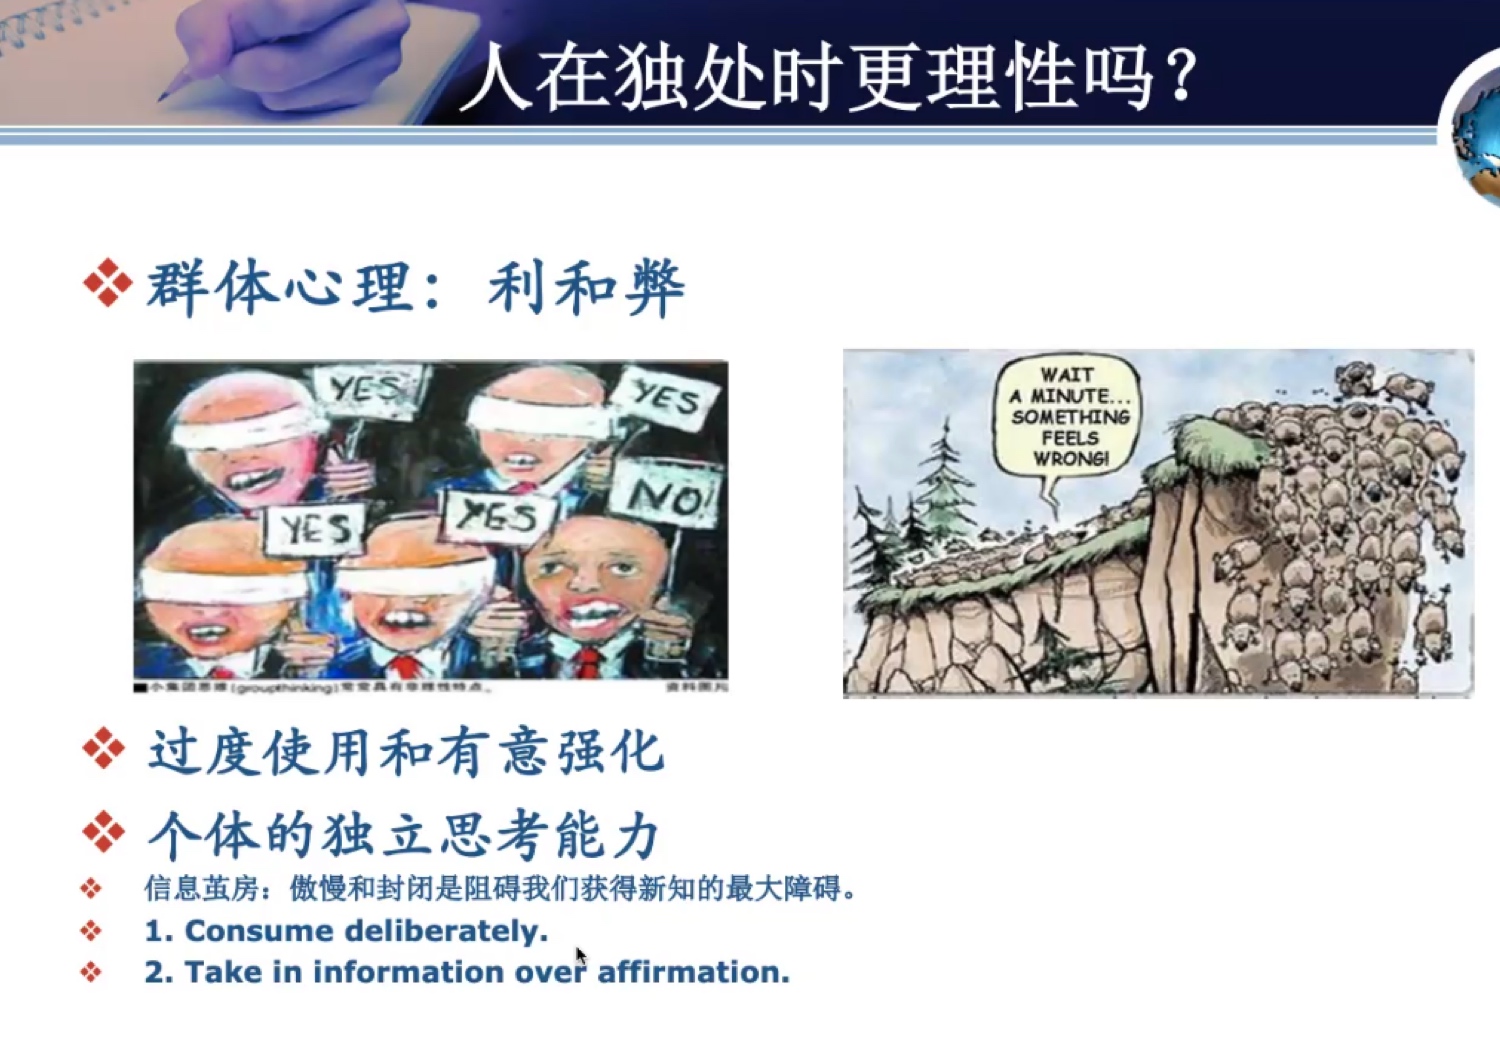 人在独处时更理性吗?
群体心理：利和弊
YES
YES
NO!
YES
YES
WAIT
A MINUTE...
SOMETHING
FEELS
WRONG!
■小集团思维(groupthinking)常常具有非理性特点。
资料图片
过度使用和有意强化
个体的独立思考能力
信息茧房：傲慢和封闭是阻碍我们获得新知的最大障碍。
1. Consume deliberately.
2. Take in information over affirmation.